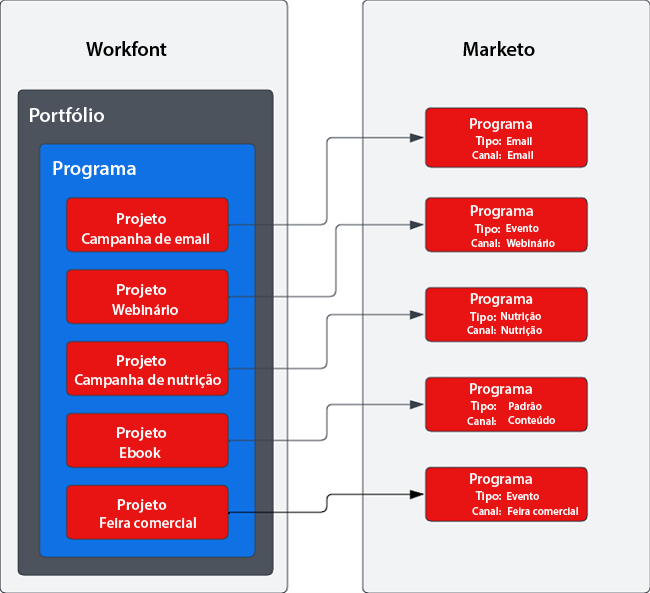 Workfont
Portfólio
Programa
Projeto
Campanha de email
Projeto
Webinário
Projeto
Campanha de nutrição
Projeto
Ebook
Projeto
Feira comercial
Marketo
Programa
Tipo: Email
Canal: Email
Programa
Tipo: Evento
Canal: Webinário
Programa
Tipo: Nutrição
Canal: Nutrição
Programa
Tipo: Padrão
Canal: Conteúdo
Programa
Tipo: Evento
Canal: Feira comercial